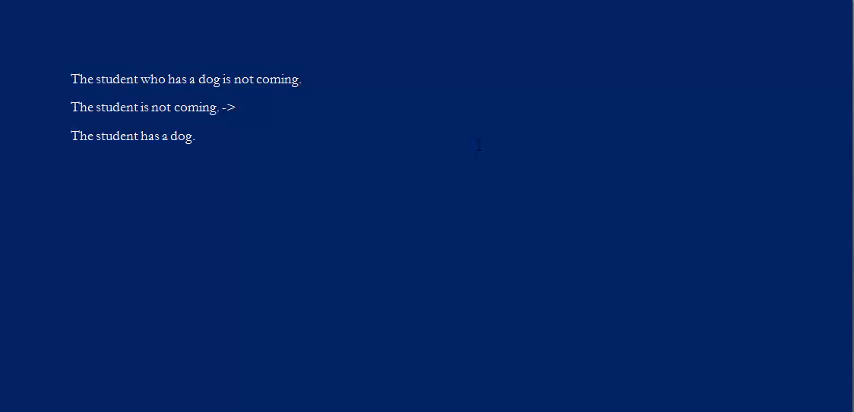 The student who has a dog is not coming.
The student is not coming. ->
The student has a dog.